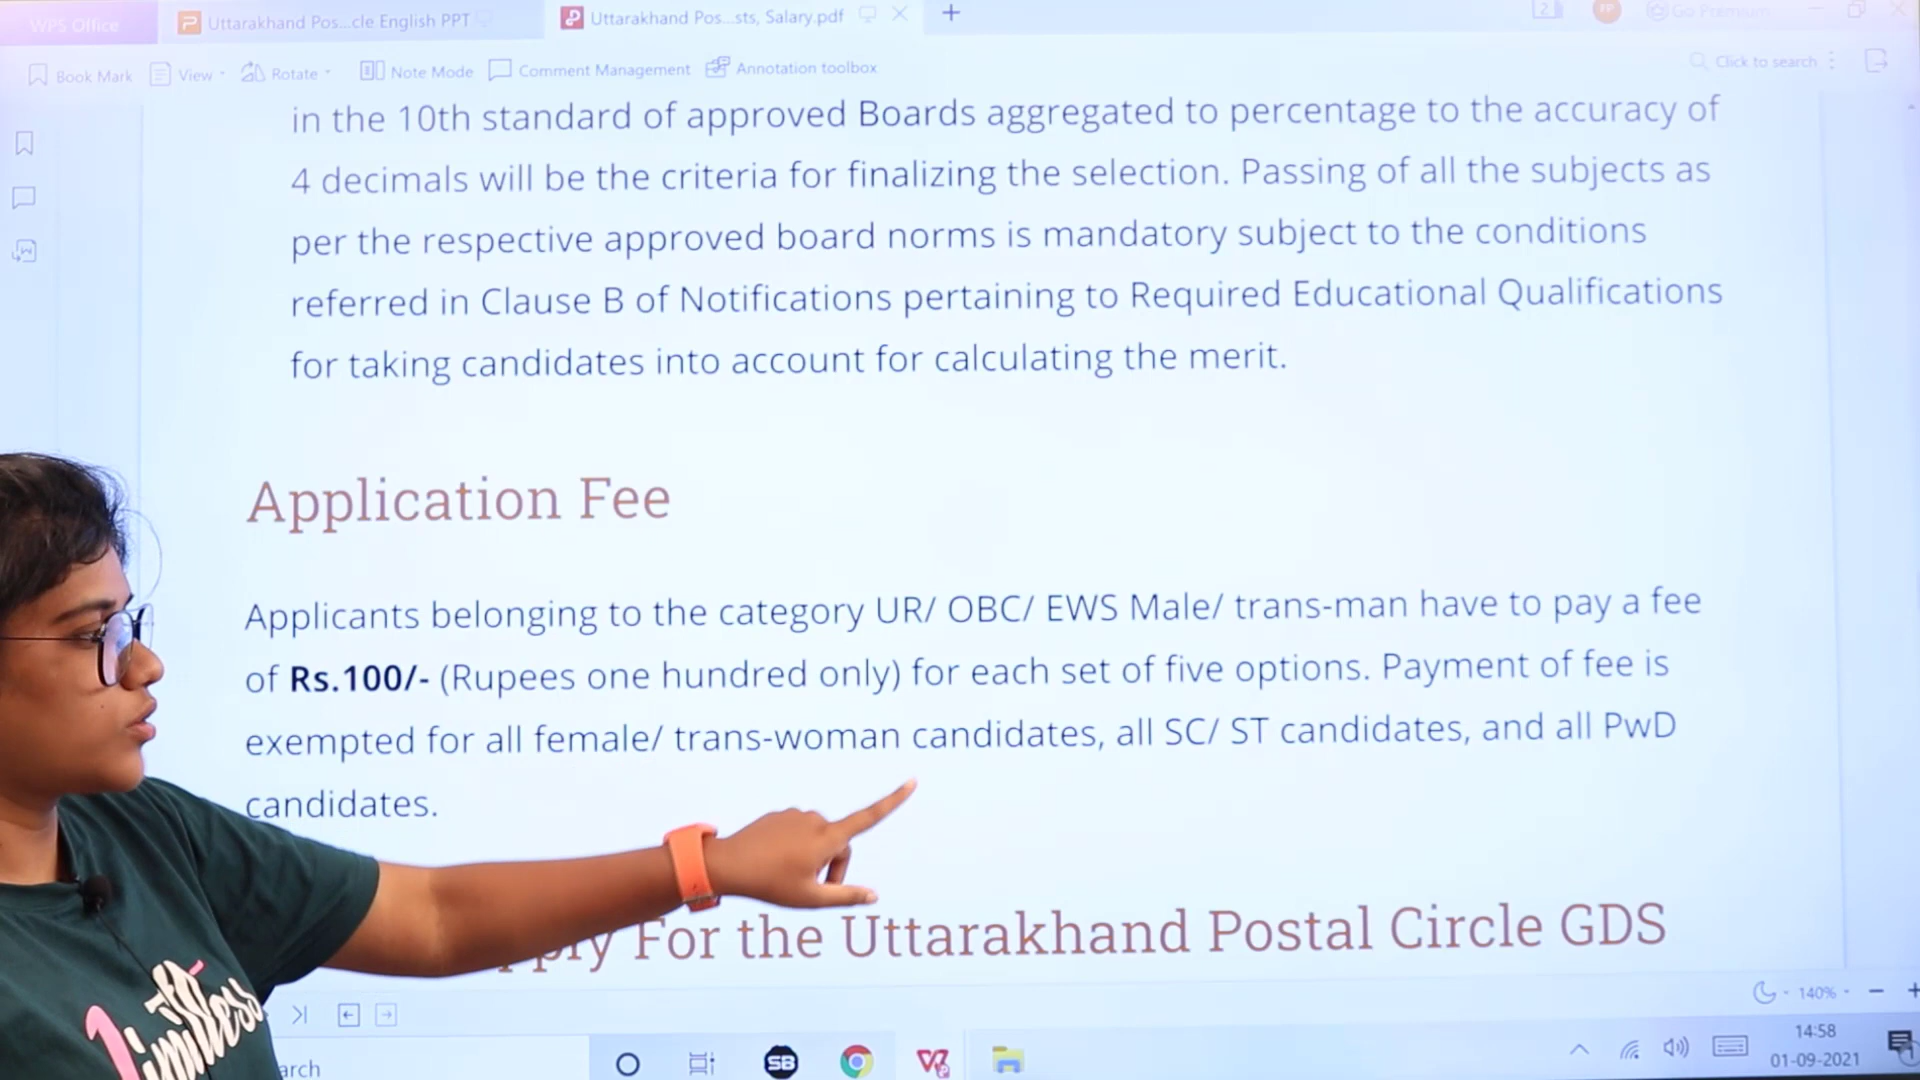 WPS Office
Uttarakhand Pos...cle English PPT
Uttarakhand Pos...sts, Salary.pdf
Go Premium
Book Mark
View
Rotate
Note Mode
Comment Management
Annotation toolbox
Click to search
in the 10th standard of approved Boards aggregated to percentage to the accuracy of
4 decimals will be the criteria for finalizing the selection. Passing of all the subjects as
per the respective approved board norms is mandatory subject to the conditions
referred in Clause B of Notifications pertaining to Required Educational Qualifications
for taking candidates into account for calculating the merit.
Application Fee
Applicants belonging to the category UR/ OBC/ EWS Male/ trans-man have to pay a fee
of Rs.100/- (Rupees one hundred only) for each set of five options. Payment of fee is
exempted for all female/ trans-woman candidates, all SC/ ST candidates, and all PwD
candidates.
For the Uttarakhand Postal Circle GDS
140%
arch
SB
14:58
01-09-2021
Limitless